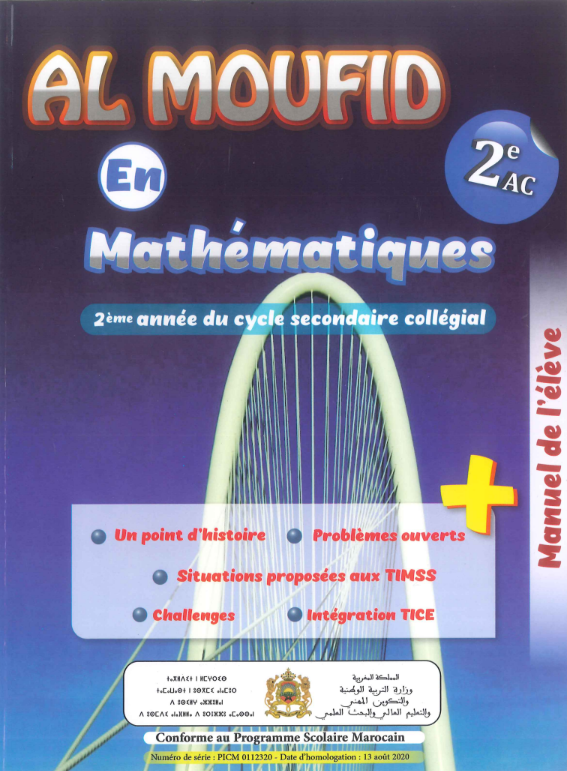 AL MOUFID
2e AC
En
Mathématiques
2ème année du cycle secondaire collégial
Manuel de l'élève
Un point d'histoire
Problèmes ouverts
Situations proposées aux TIMSS
Challenges
Intégration TICE
ⵜⴰⴳⵍⴷⵉⵜ ⵏ ⵍⵎⵖⵔⵉⴱ
المملكة المغربية
وزارة التربية الوطنية
والتكوين المهني
والتعليم العالي والبحث العلمي
Conforme au Programme Scolaire Marocain
Numéro de série : PICM 0112320 - Date d'homologation : 13 août 2020